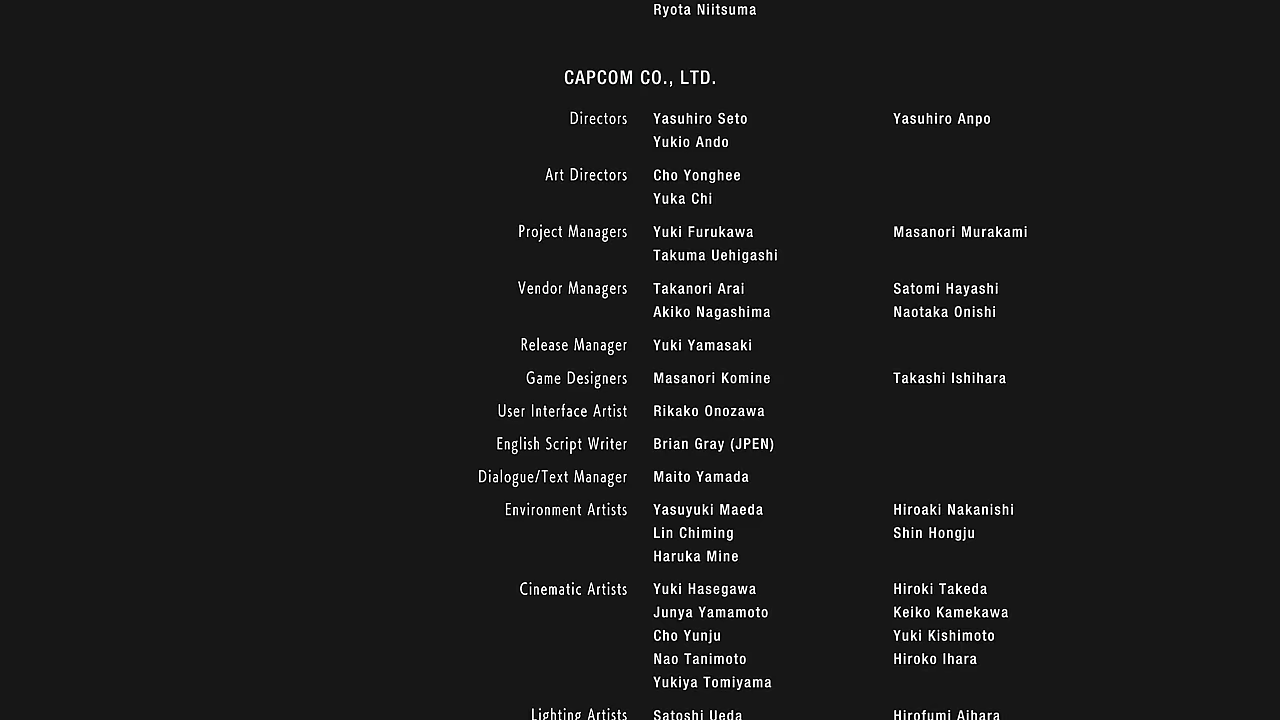 Ryota Niitsuma
CAPCOM CO., LTD.
Directors Yasuhiro Seto Yasuhiro Anpo
Yukio Ando
Art Directors Cho Yonghee
Yuka Chi
Project Managers Yuki Furukawa Masanori Murakami
Takuma Uehigashi
Vendor Managers Takanori Arai Satomi Hayashi
Akiko Nagashima Naotaka Onishi
Release Manager Yuki Yamasaki
Game Designers Masanori Komine Takashi Ishihara
User Interface Artist Rikako Onozawa
English Script Writer Brian Gray (JPEN)
Dialogue/Text Manager Maito Yamada
Environment Artists Yasuyuki Maeda Hiroaki Nakanishi
Lin Chiming Shin Hongju
Haruka Mine
Cinematic Artists Yuki Hasegawa Hiroki Takeda
Junya Yamamoto Keiko Kamekawa
Cho Yunju Yuki Kishimoto
Nao Tanimoto Hiroko Ihara
Yukiya Tomiyama
Lighting Artists Satoshi Ueda Hirofumi Aihara